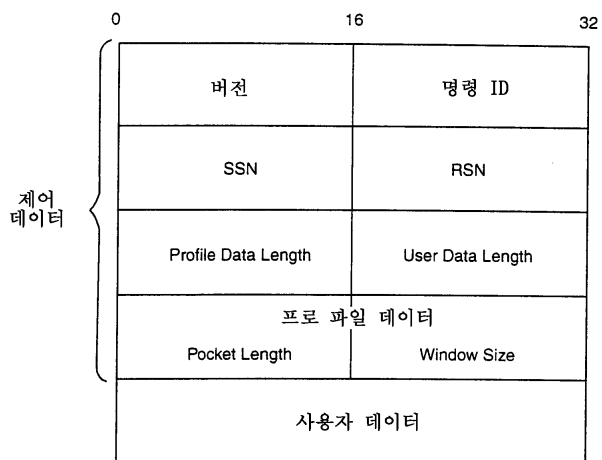 0 16 32
버전 명령 ID
SSN RSN
제어
데이터
Profile Data Length User Data Length
프로 파일 데이터
Pocket Length Window Size
사용자 데이터